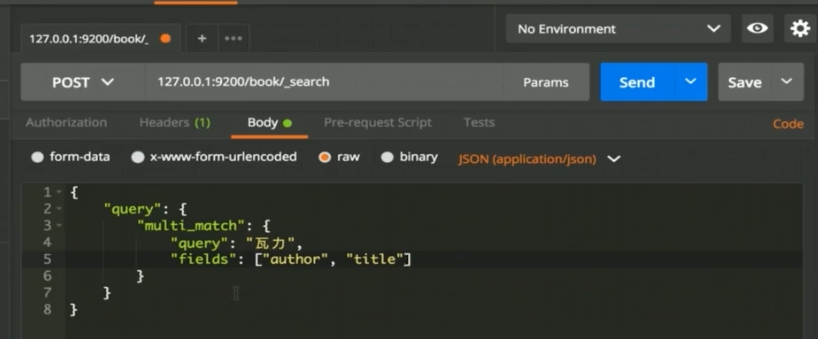 No Environment
127.0.0.1:9200/book/_
+ •••
POST 127.0.0.1:9200/book/_search Params Send Save
Authorization Headers (1) Body Pre-request Script Tests Code
form-data x-www-form-urlencoded raw binary JSON (application/json)
1 {
2 "query": {
3 "multi_match": {
4 "query": "瓦力",
5 "fields": ["author", "title"]
6 }
7 }
8 }